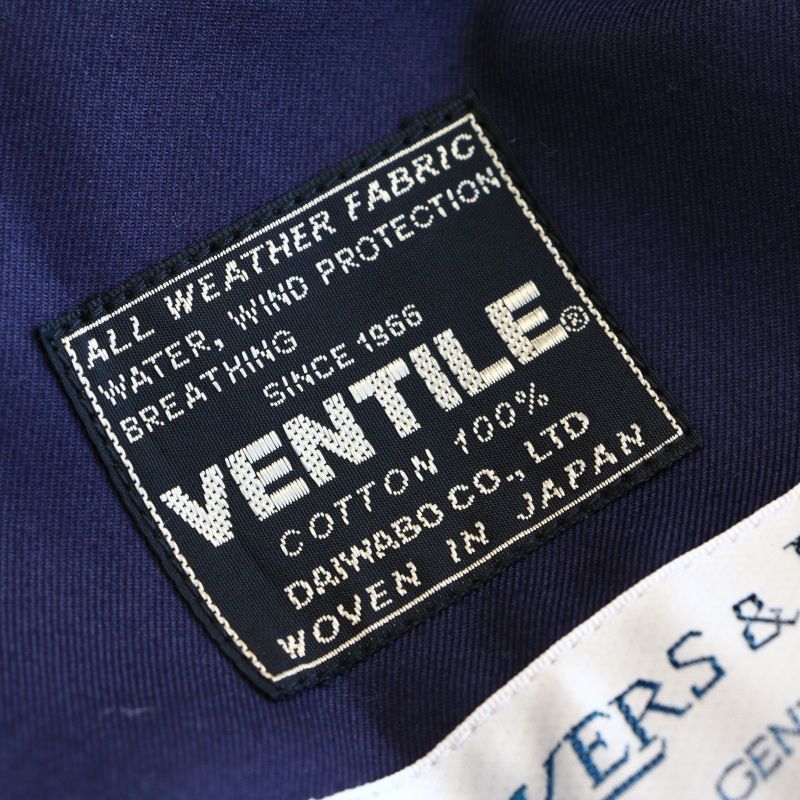 ALL WEATHER FABRIC
WATER, WIND PROTECTION
BREATHING
SINCE 1966
VENTILE®
COTTON 100%
DAIWABO CO., LTD
WOVEN IN JAPAN
&